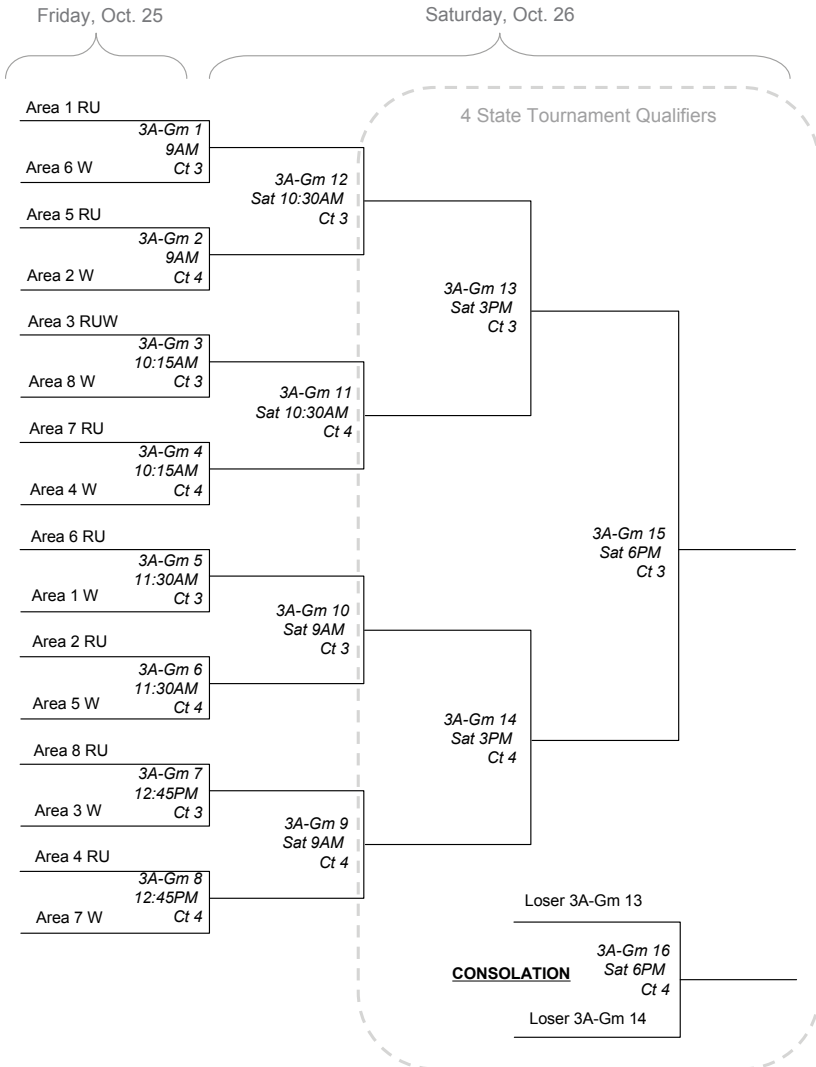 Friday, Oct. 25
Saturday, Oct. 26
4 State Tournament Qualifiers
Area 1 RU
3A-Gm 1
9AM
Ct 3
Area 6 W
Area 5 RU
3A-Gm 2
9AM
Ct 4
Area 2 W
3A-Gm 12
Sat 10:30AM
Ct 3
Area 3 RUW
3A-Gm 3
10:15AM
Ct 3
Area 8 W
Area 7 RU
3A-Gm 4
10:15AM
Ct 4
Area 4 W
3A-Gm 11
Sat 10:30AM
Ct 4
3A-Gm 13
Sat 3PM
Ct 3
Area 6 RU
3A-Gm 5
11:30AM
Ct 3
Area 1 W
Area 2 RU
3A-Gm 6
11:30AM
Ct 4
Area 5 W
3A-Gm 10
Sat 9AM
Ct 3
Area 8 RU
3A-Gm 7
12:45PM
Ct 3
Area 3 W
Area 4 RU
3A-Gm 8
12:45PM
Ct 4
Area 7 W
3A-Gm 9
Sat 9AM
Ct 4
3A-Gm 14
Sat 3PM
Ct 4
3A-Gm 15
Sat 6PM
Ct 3
Loser 3A-Gm 13
CONSOLATION
3A-Gm 16
Sat 6PM
Ct 4
Loser 3A-Gm 14